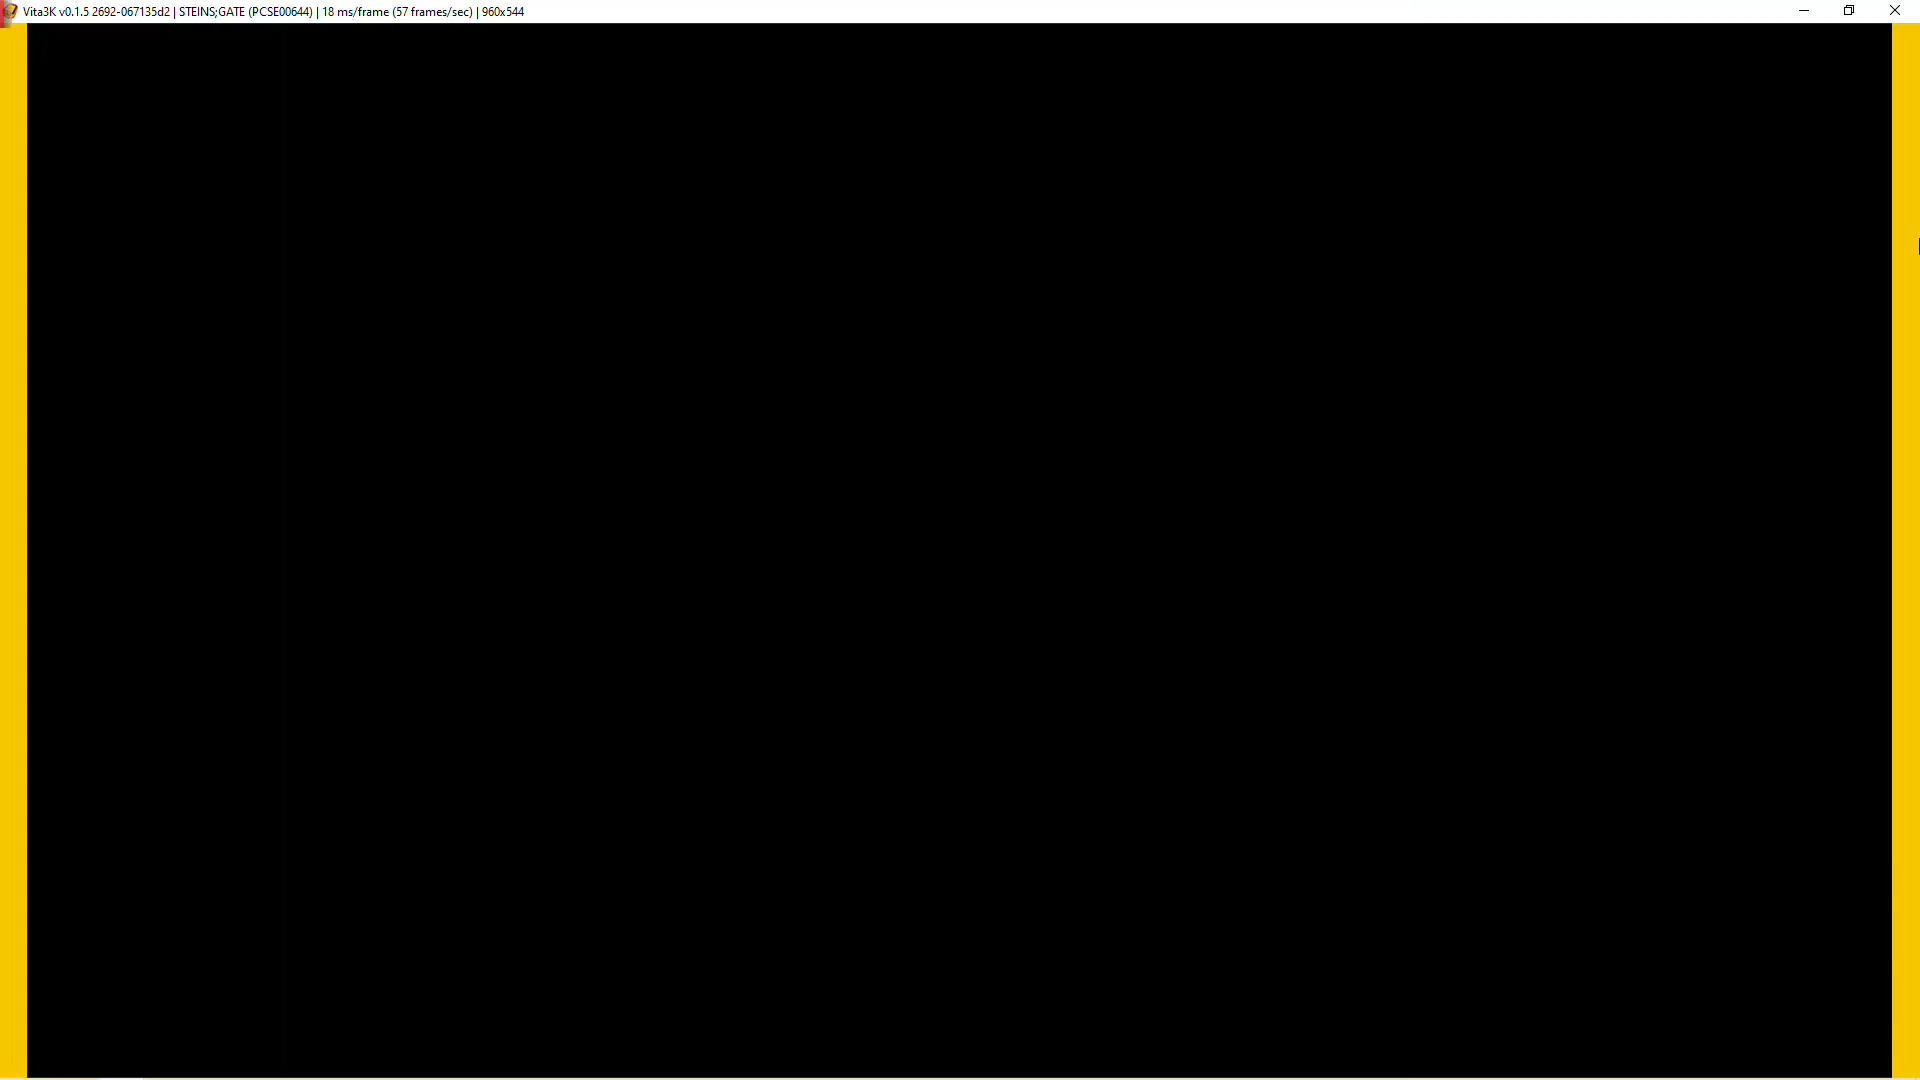 Vita3K v0.1.5 2692-067135d2 | STEINS;GATE (PCSE00644) | 18 ms/frame (57 frames/sec) | 960x544